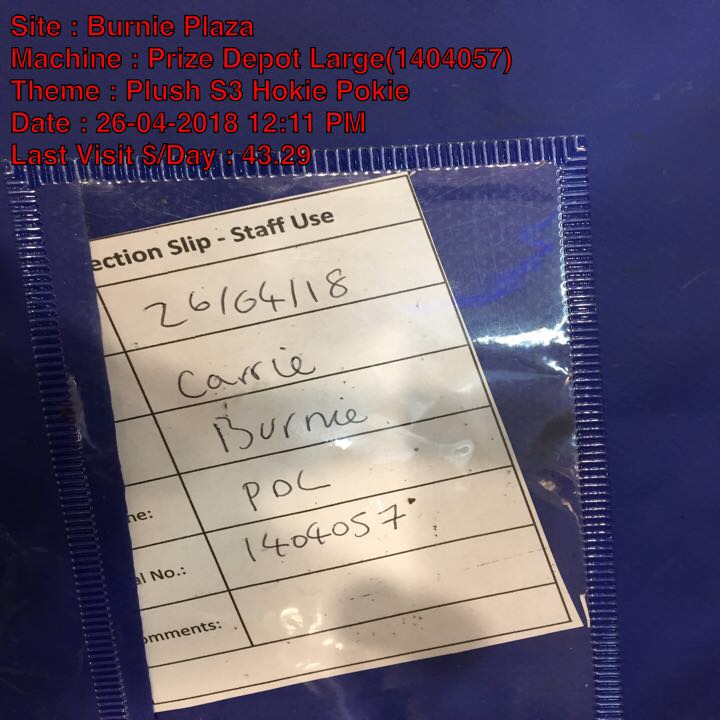 Site : Burnie Plaza
Machine : Prize Depot Large(1404057)
Theme : Plush S3 Hokie Pokie
Date : 26-04-2018 12:11 PM
Last Visit $/Day : 43.29
ection Slip - Staff Use
26/04/18
Carrie
Burnie
ne: PDL
al No.: 1404057
omments: